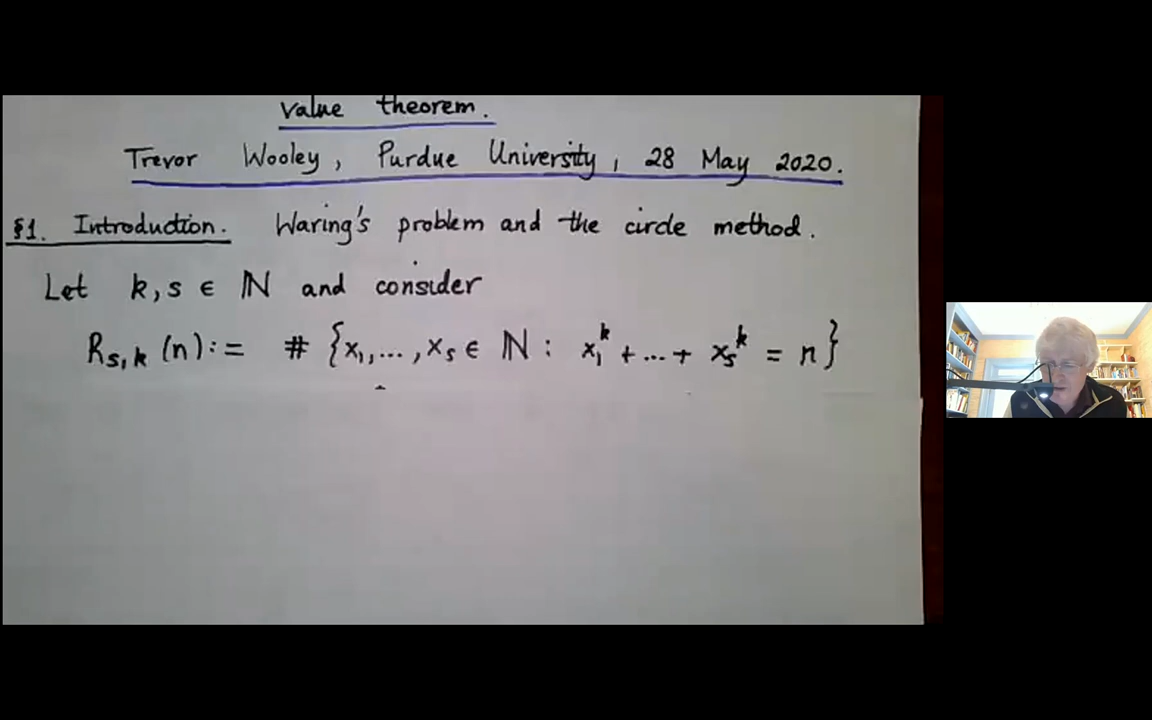 value theorem.
Trevor Wooley, Purdue University, 28 May 2020.
§1. Introduction. Waring's problem and the circle method.
Let k, s ∈ ℕ and consider
R_{s,k}(n) := # {x_1, ..., x_s ∈ ℕ : x_1^k + ... + x_s^k = n}